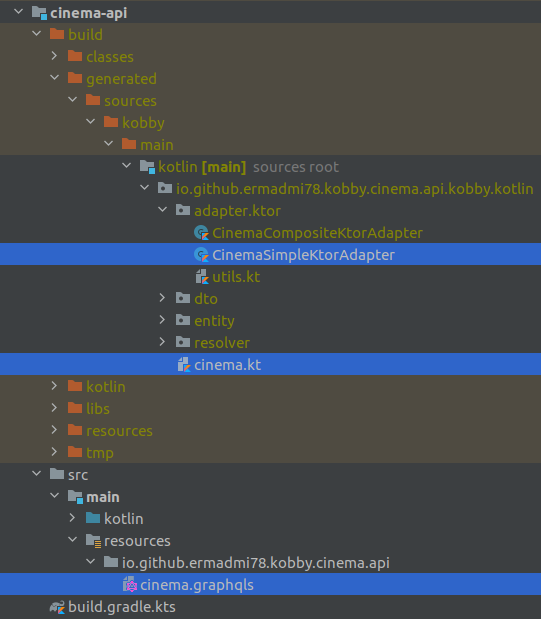 cinema-api
build
classes
generated
sources
kobby
main
kotlin [main] sources root
io.github.ermadmi78.kobby.cinema.api.kobby.kotlin
adapter.ktor
CinemaCompositeKtorAdapter
CinemaSimpleKtorAdapter
utils.kt
dto
entity
resolver
cinema.kt
kotlin
libs
resources
tmp
src
main
kotlin
resources
io.github.ermadmi78.kobby.cinema.api
cinema.graphqls
build.gradle.kts